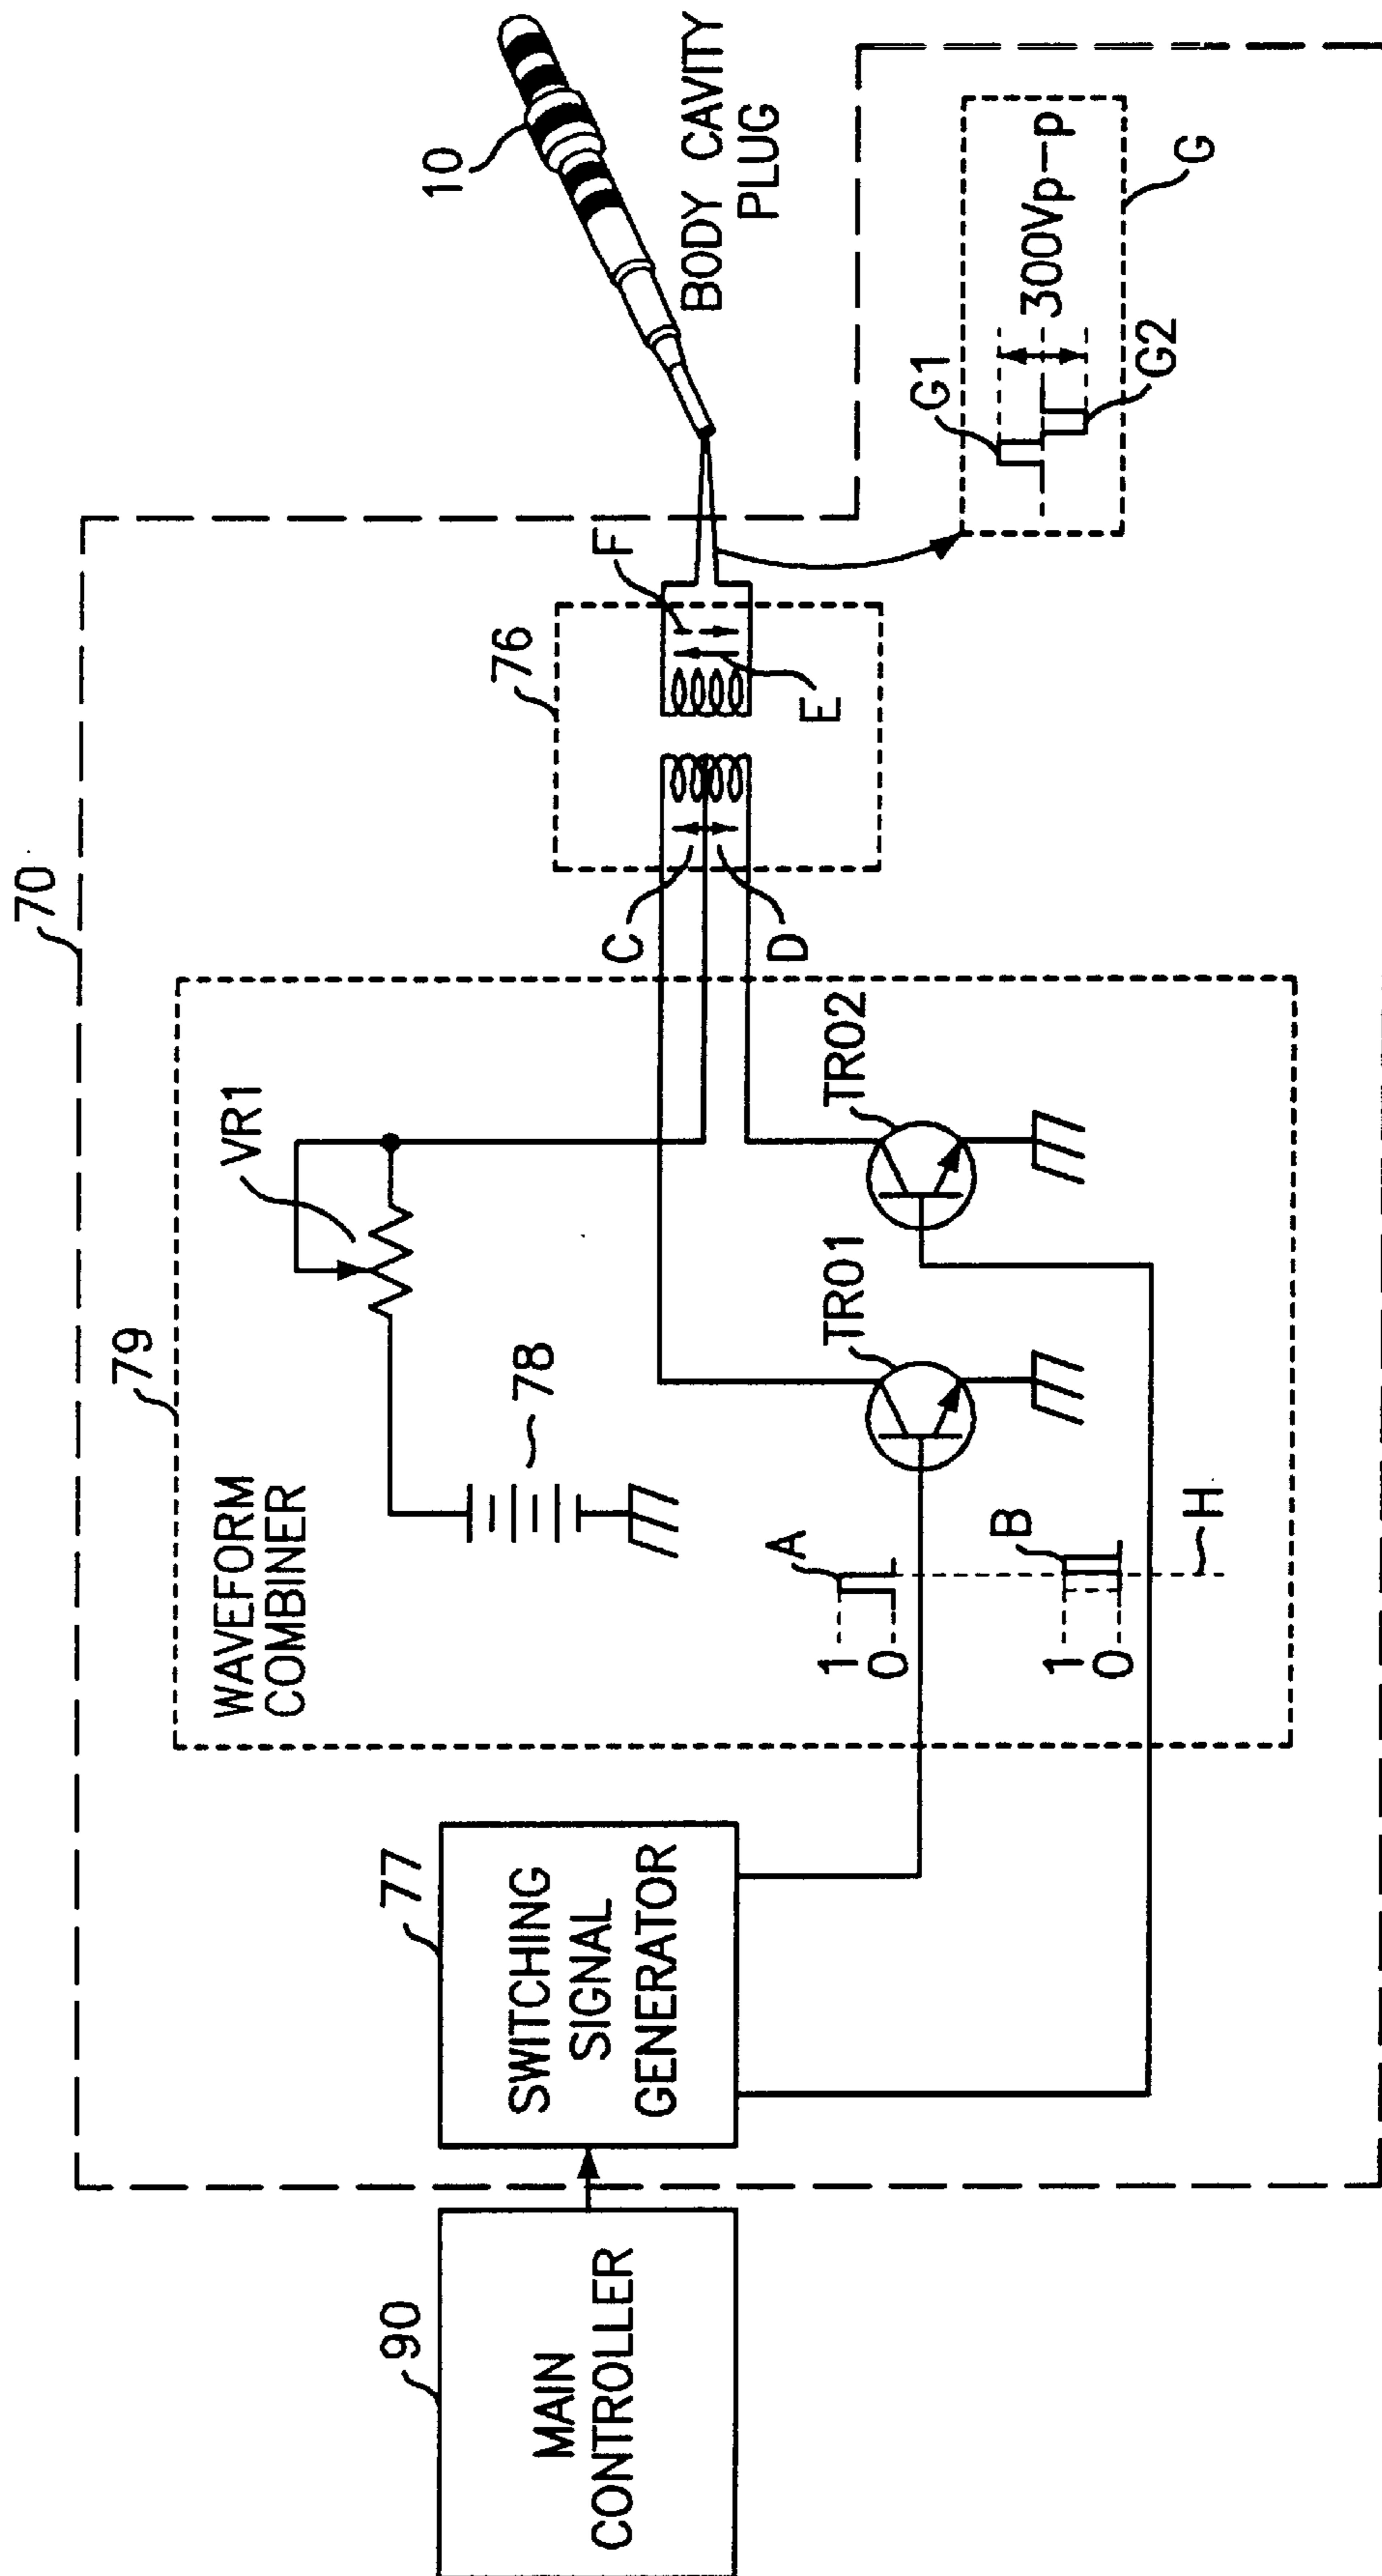 70
79
WAVEFORM
COMBINER
VR1
78
76
F
E
C
D
10
BODY CAVITY
PLUG
90
MAIN
CONTROLLER
77
SWITCHING
SIGNAL
GENERATOR
TR01
TR02
A
1
0
B
1
0
H
G1
300Vp-p
G2
G